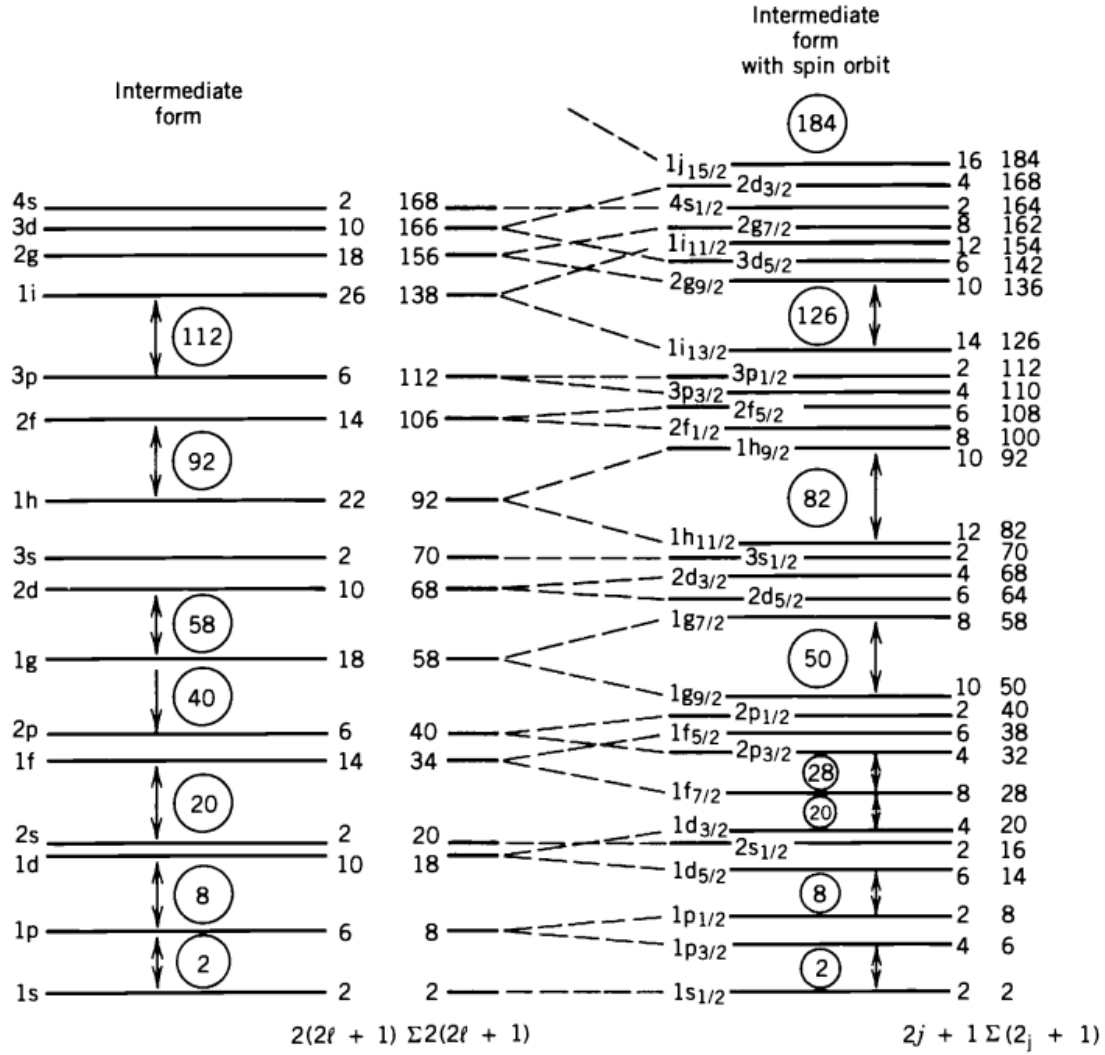 Intermediate
form
4s 2 168
3d 10 166
2g 18 156
1i 26 138
112
3p 6 112
2f 14 106
92
1h 22 92
3s 2 70
2d 10 68
58
1g 18 58
40
2p 6 40
1f 14 34
20
2s 2 20
1d 10 18
8
1p 6 8
2
1s 2 2
2(2ℓ + 1) Σ2(2ℓ + 1)
Intermediate
form
with spin orbit
184
1j15/2 16 184
2d3/2 4 168
4s1/2 2 164
2g7/2 8 162
1i11/2 12 154
3d5/2 6 142
2g9/2 10 136
126
1i13/2 14 126
3p1/2 2 112
3p3/2 4 110
2f5/2 6 108
2f1/2 8 100
1h9/2 10 92
82
1h11/2 12 82
3s1/2 2 70
2d3/2 4 68
2d5/2 6 64
1g7/2 8 58
50
1g9/2 10 50
2p1/2 2 40
1f5/2 6 38
2p3/2 4 32
28
1f7/2 8 28
20
1d3/2 4 20
2s1/2 2 16
1d5/2 6 14
8
1p1/2 2 8
1p3/2 4 6
2
1s1/2 2 2
2j + 1 Σ(2j + 1)